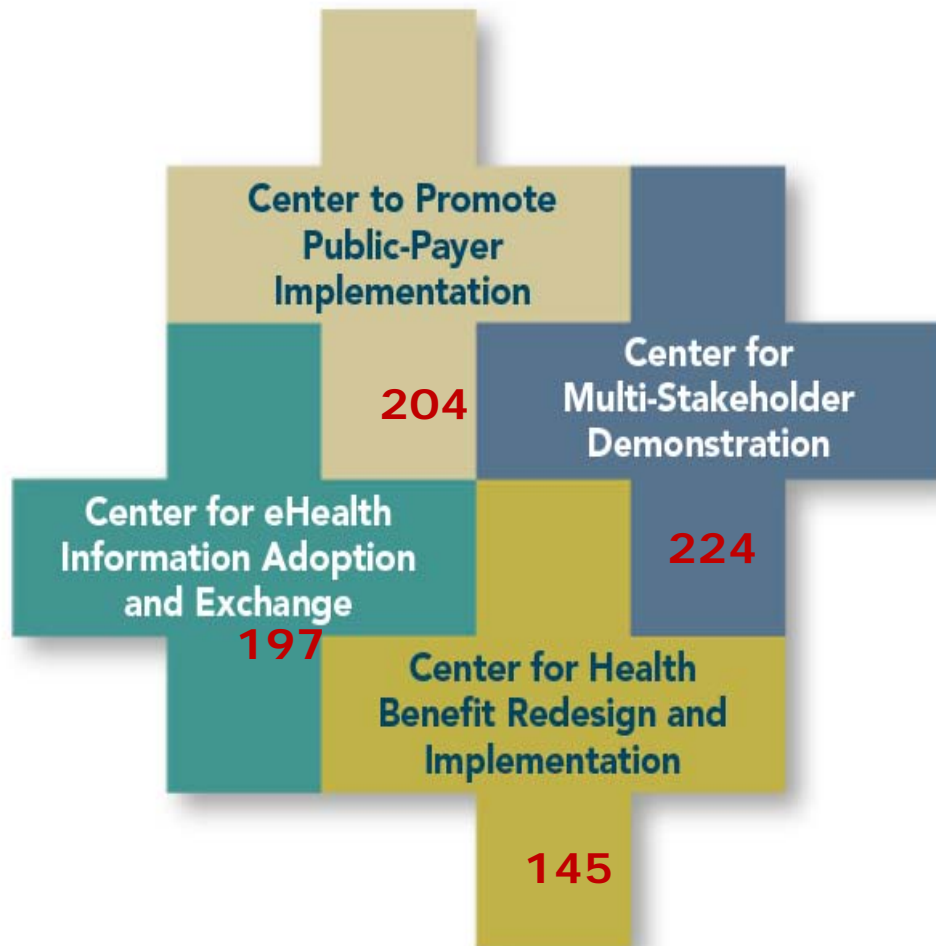 Center to Promote
Public-Payer
Implementation
204
Center for
Multi-Stakeholder
Demonstration
224
Center for eHealth
Information Adoption
and Exchange
197
Center for Health
Benefit Redesign and
Implementation
145